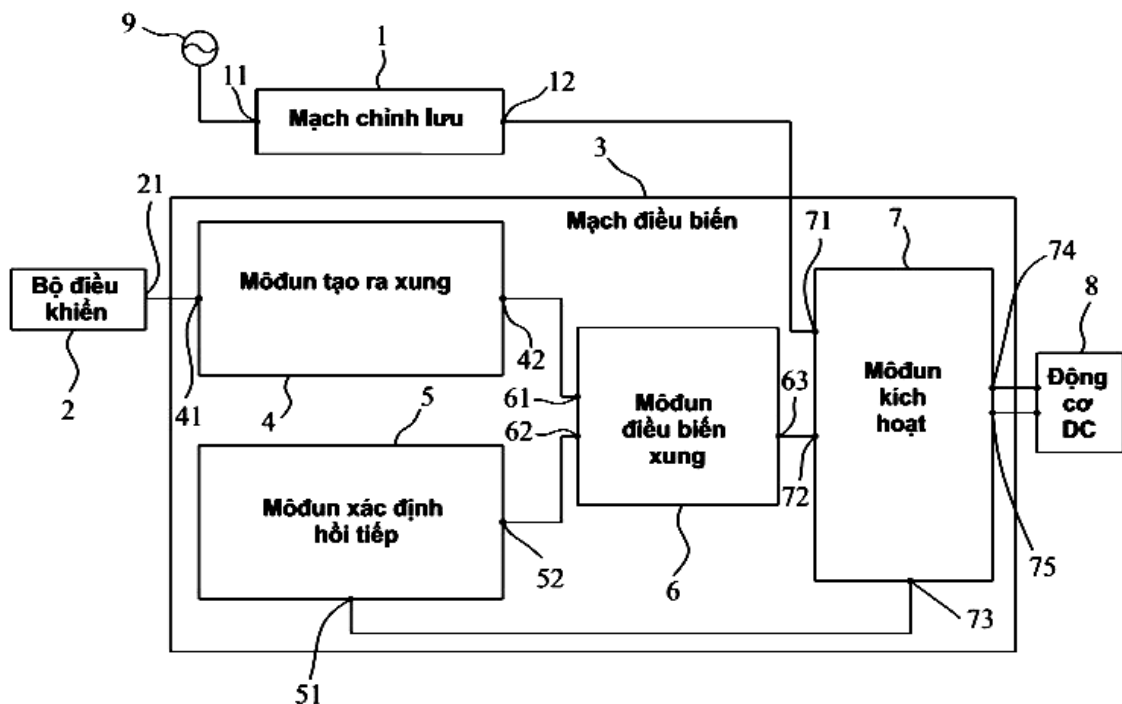 9
1
11
12
Mạch chỉnh lưu
3
21
Mạch điều biến
71
7
74
Bộ điều
khiển
Môđun tạo ra xung
8
2
41
42
4
5
61
62
Môđun
điều biến
xung
63
72
Môđun
kích
hoạt
Động
cơ
DC
Môđun xác định
hồi tiếp
52
6
75
73
51